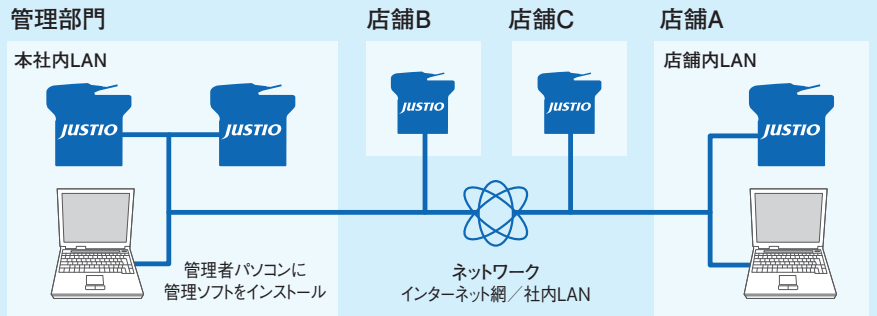 管理部門
店舗B
店舗C
店舗A
本社内LAN
店舗内LAN
JUSTIO
JUSTIO
JUSTIO
JUSTIO
JUSTIO
管理者パソコンに
管理ソフトをインストール
ネットワーク
インターネット網／社内LAN